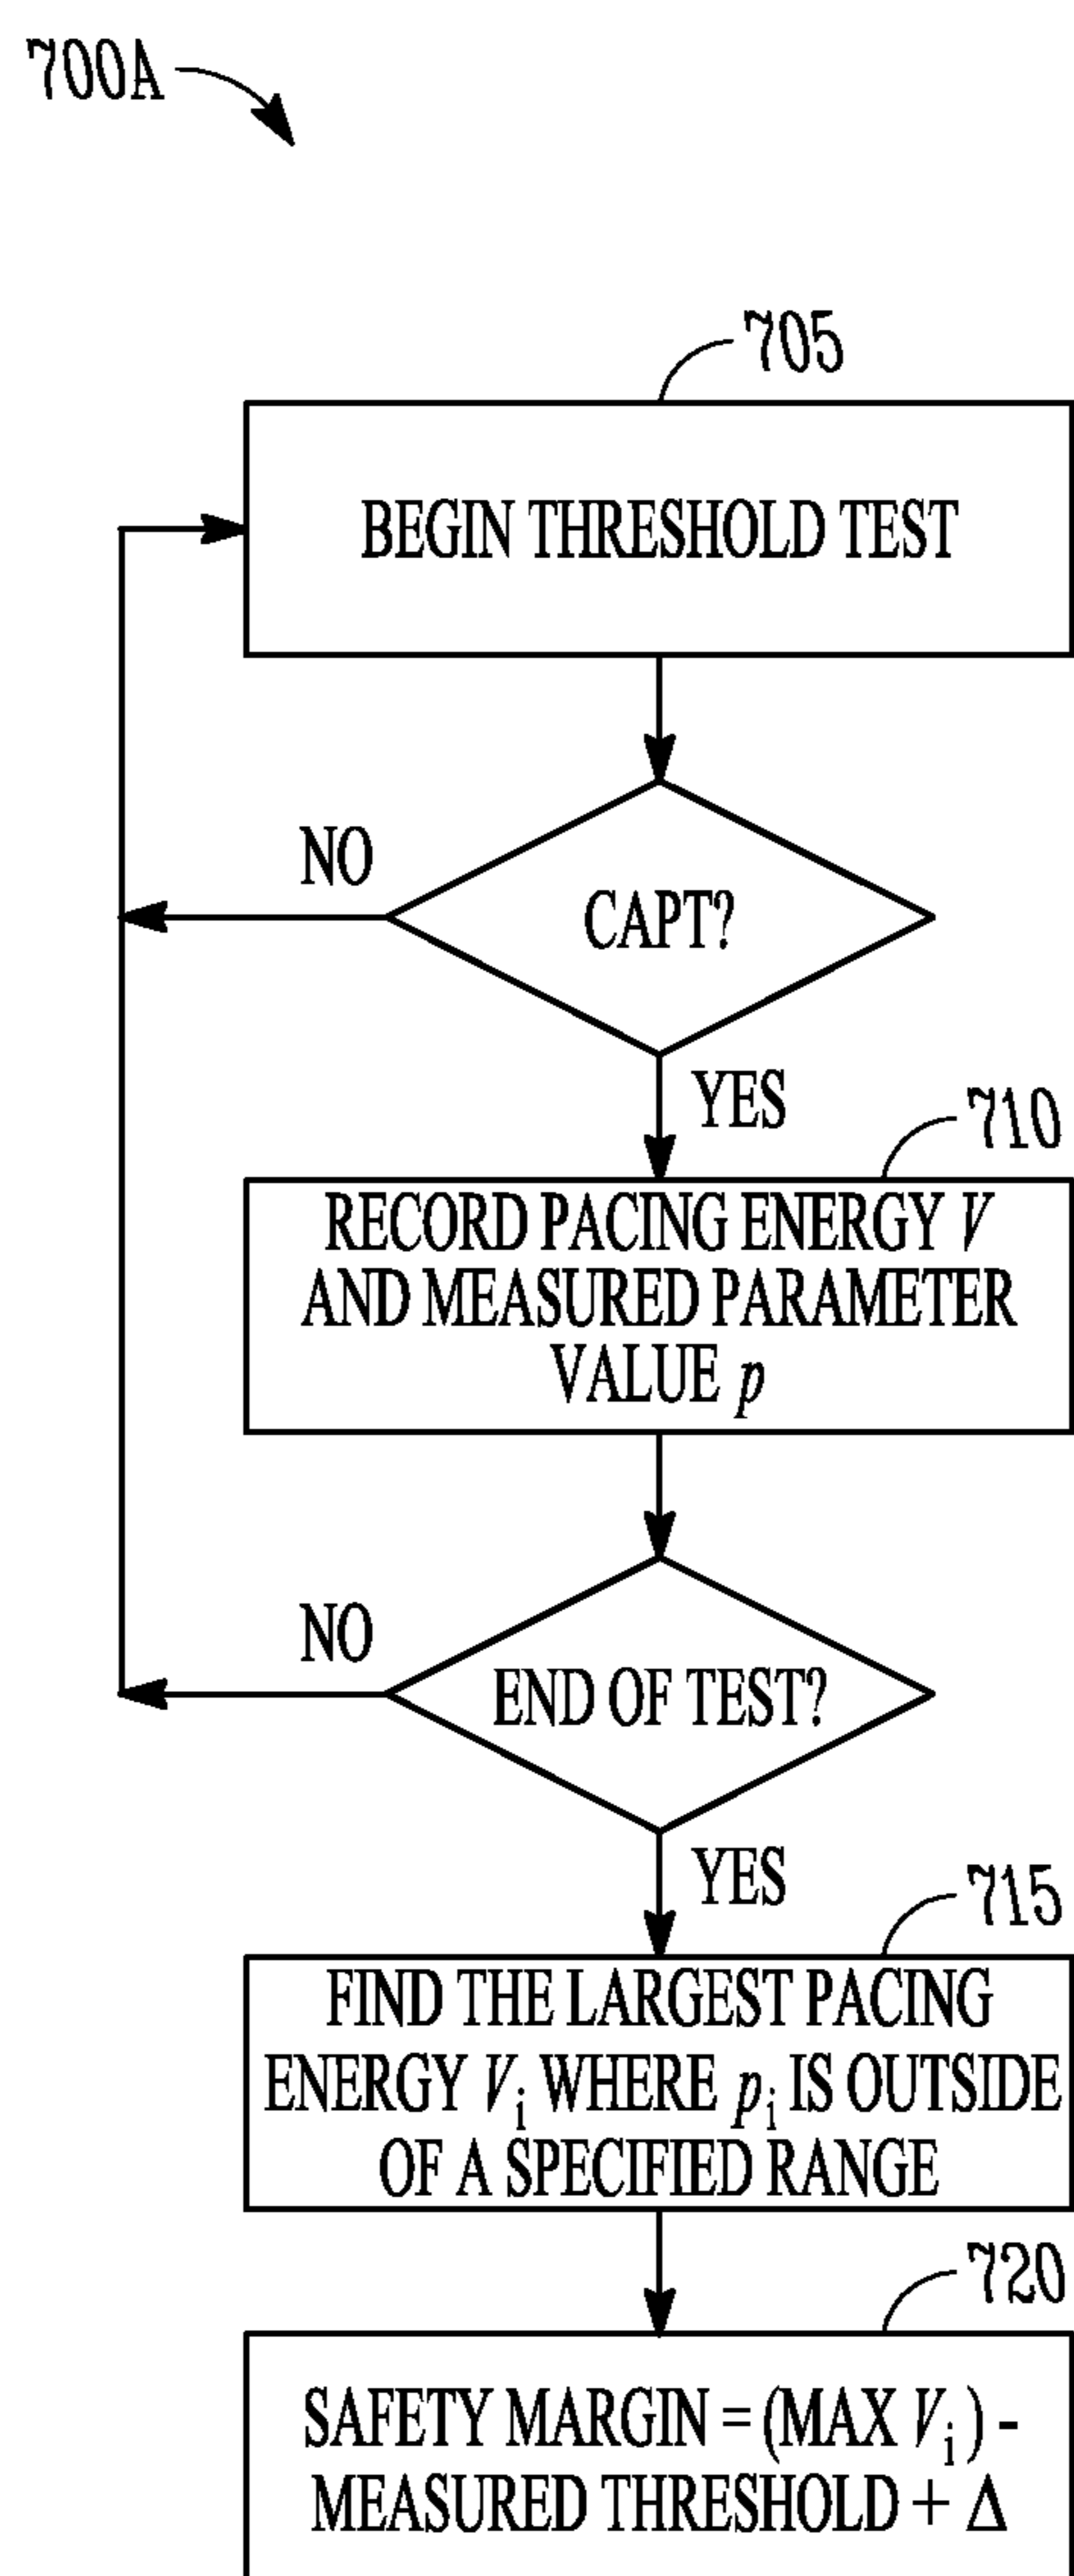 700A
705
BEGIN THRESHOLD TEST
NO
CAPT?
YES
710
RECORD PACING ENERGY V
AND MEASURED PARAMETER
VALUE p
NO
END OF TEST?
YES
715
FIND THE LARGEST PACING
ENERGY Vi WHERE pi IS OUTSIDE
OF A SPECIFIED RANGE
720
SAFETY MARGIN = (MAX Vi) -
MEASURED THRESHOLD + Δ